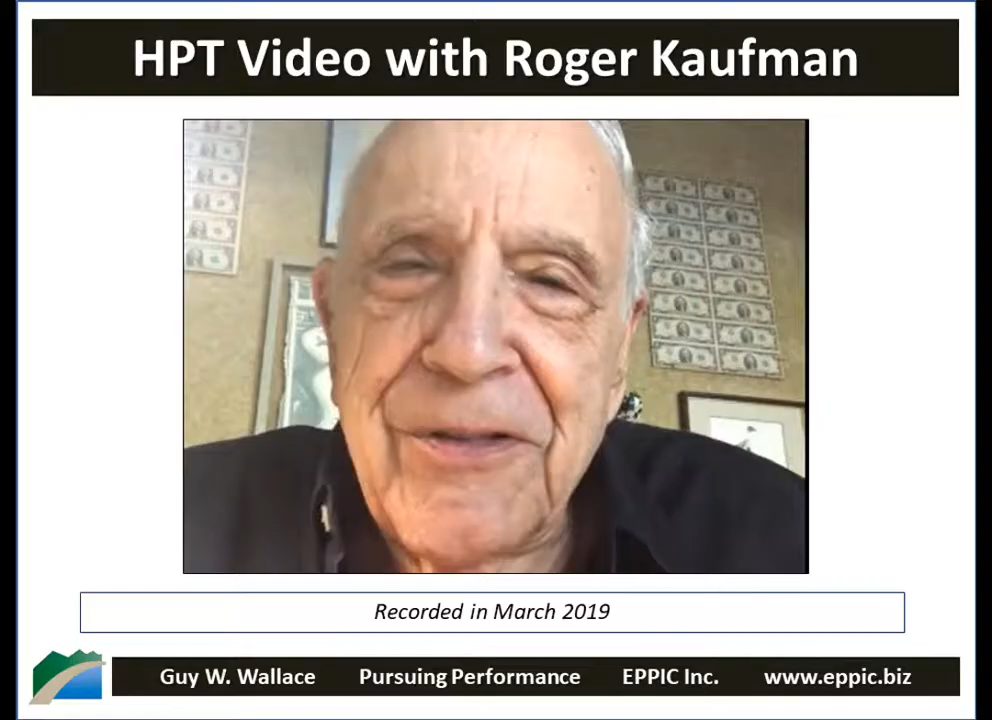 HPT Video with Roger Kaufman
Recorded in March 2019
Guy W. Wallace Pursuing Performance EPPIC Inc. www.eppic.biz